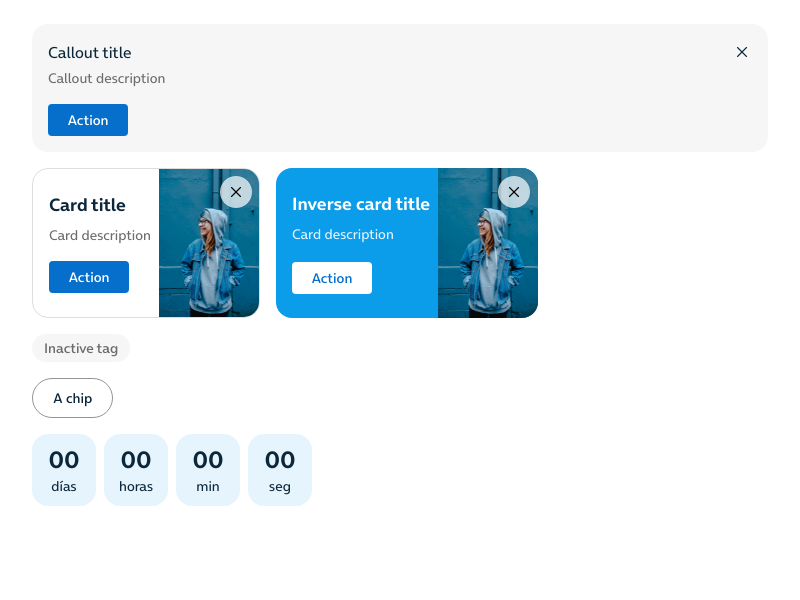 Callout title
Callout description
Action
Card title
Card description
Action
Inverse card title
Card description
Action
Inactive tag
A chip
00 00 00 00
días horas min seg